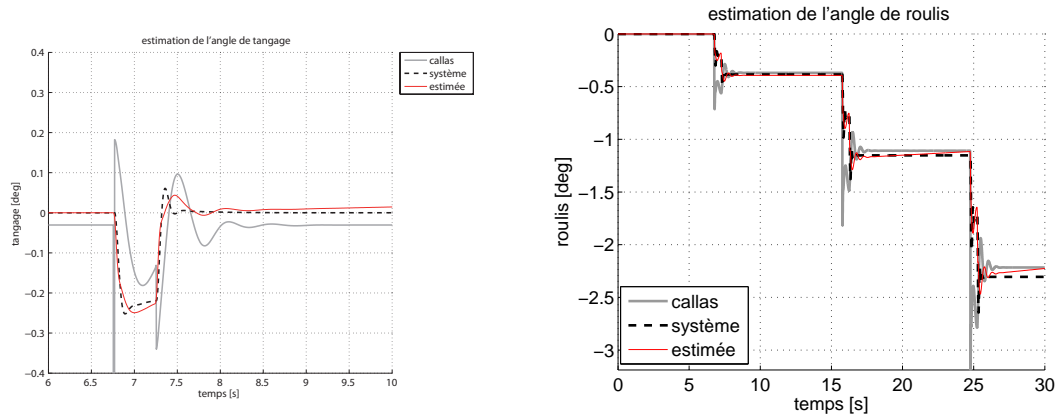 estimation de l'angle de tangage
0.4
0.3
0.2
0.1
0
−0.1
−0.2
−0.3
−0.4
tangage [deg]
6
6.5
7
7.5
8
8.5
9
9.5
10
temps [s]
callas
système
estimée
estimation de l'angle de roulis
0
−0.5
−1
−1.5
−2
−2.5
−3
roulis [deg]
callas
système
estimée
0
5
10
15
20
25
30
temps [s]